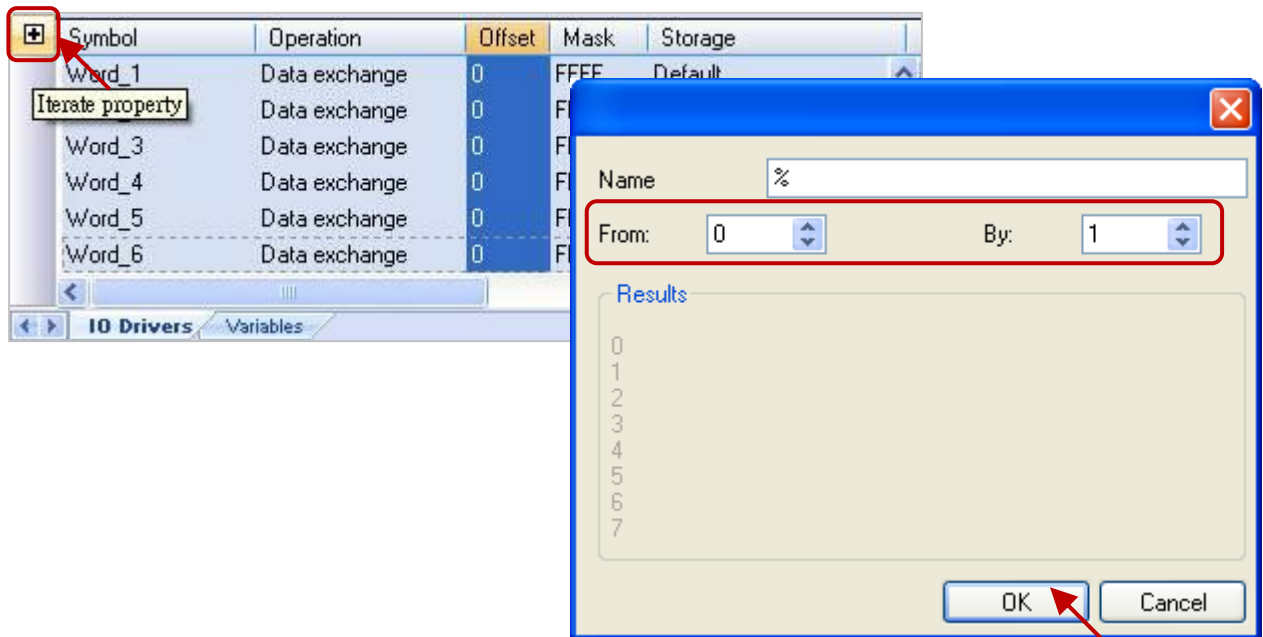 Symbol Operation Offset Mask Storage
Word_1 Data exchange 0 FFFF Default
Iterate property Data exchange 0
Word_3 Data exchange 0
Word_4 Data exchange 0
Word_5 Data exchange 0
Word_6 Data exchange 0
IO Drivers Variables
Name %
From: 0 By: 1
Results
0
1
2
3
4
5
6
7
OK Cancel